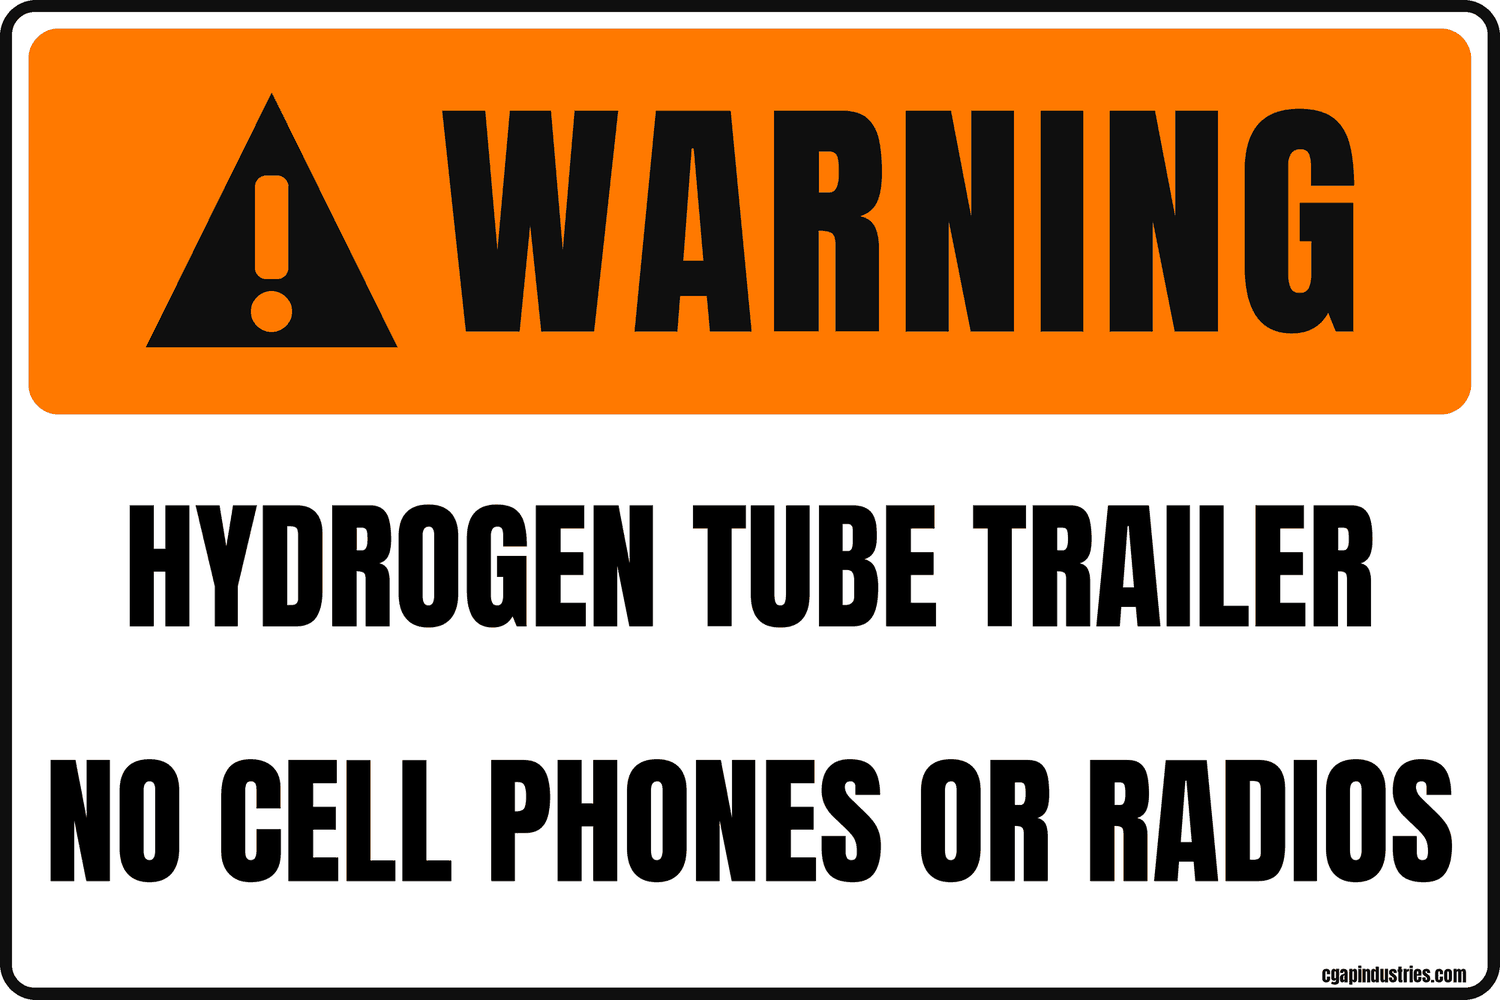 WARNING
HYDROGEN TUBE TRAILER
NO CELL PHONES OR RADIOS
cgapindustries.com